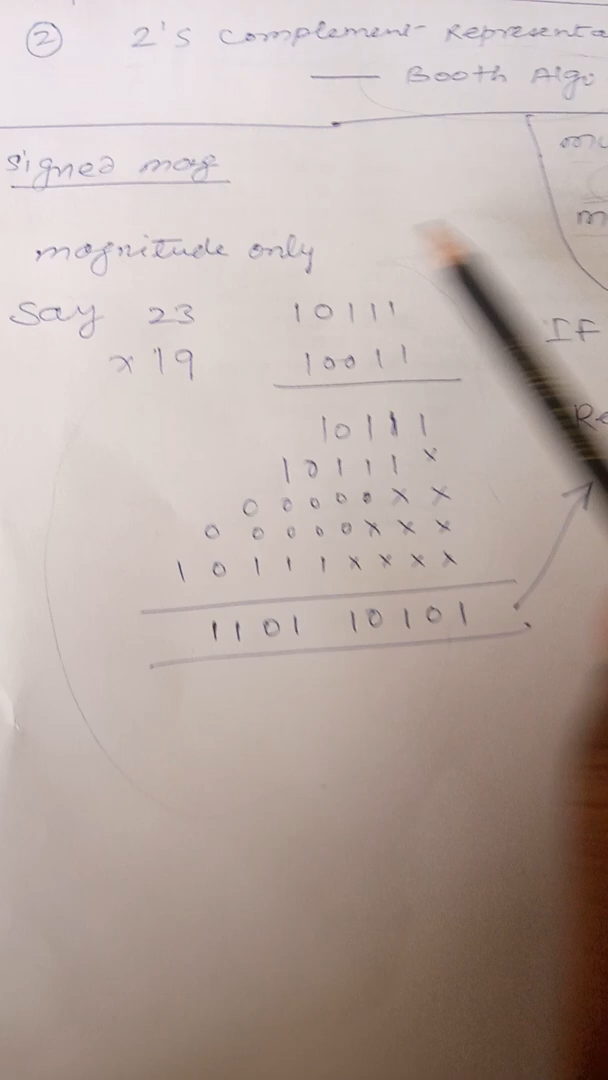 ② 2's complement Representa
— Booth Algo
Signed mag
magnitude only
Say 23 10111
x 19 10011
10111
10111x
00000xx
00000xxx
10111xxxx
1101 10101
If
Re